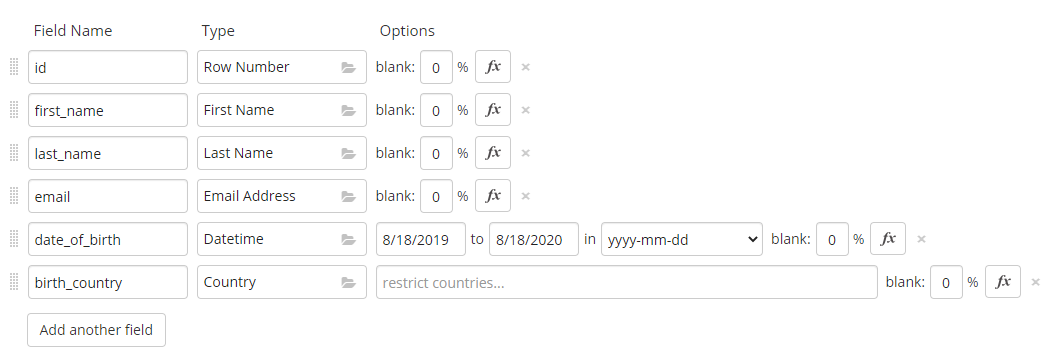 Field Name Type Options
id Row Number blank: 0 % fx ×
first_name First Name blank: 0 % fx ×
last_name Last Name blank: 0 % fx ×
email Email Address blank: 0 % fx ×
date_of_birth Datetime 8/18/2019 to 8/18/2020 in yyyy-mm-dd blank: 0 % fx ×
birth_country Country restrict countries... blank: 0 % fx ×
Add another field